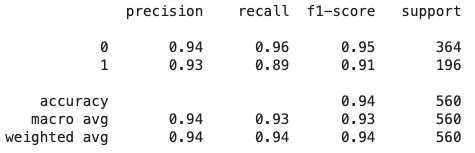 precision recall f1-score support
0 0.94 0.96 0.95 364
1 0.93 0.89 0.91 196
accuracy 0.94 560
macro avg 0.94 0.93 0.93 560
weighted avg 0.94 0.94 0.94 560